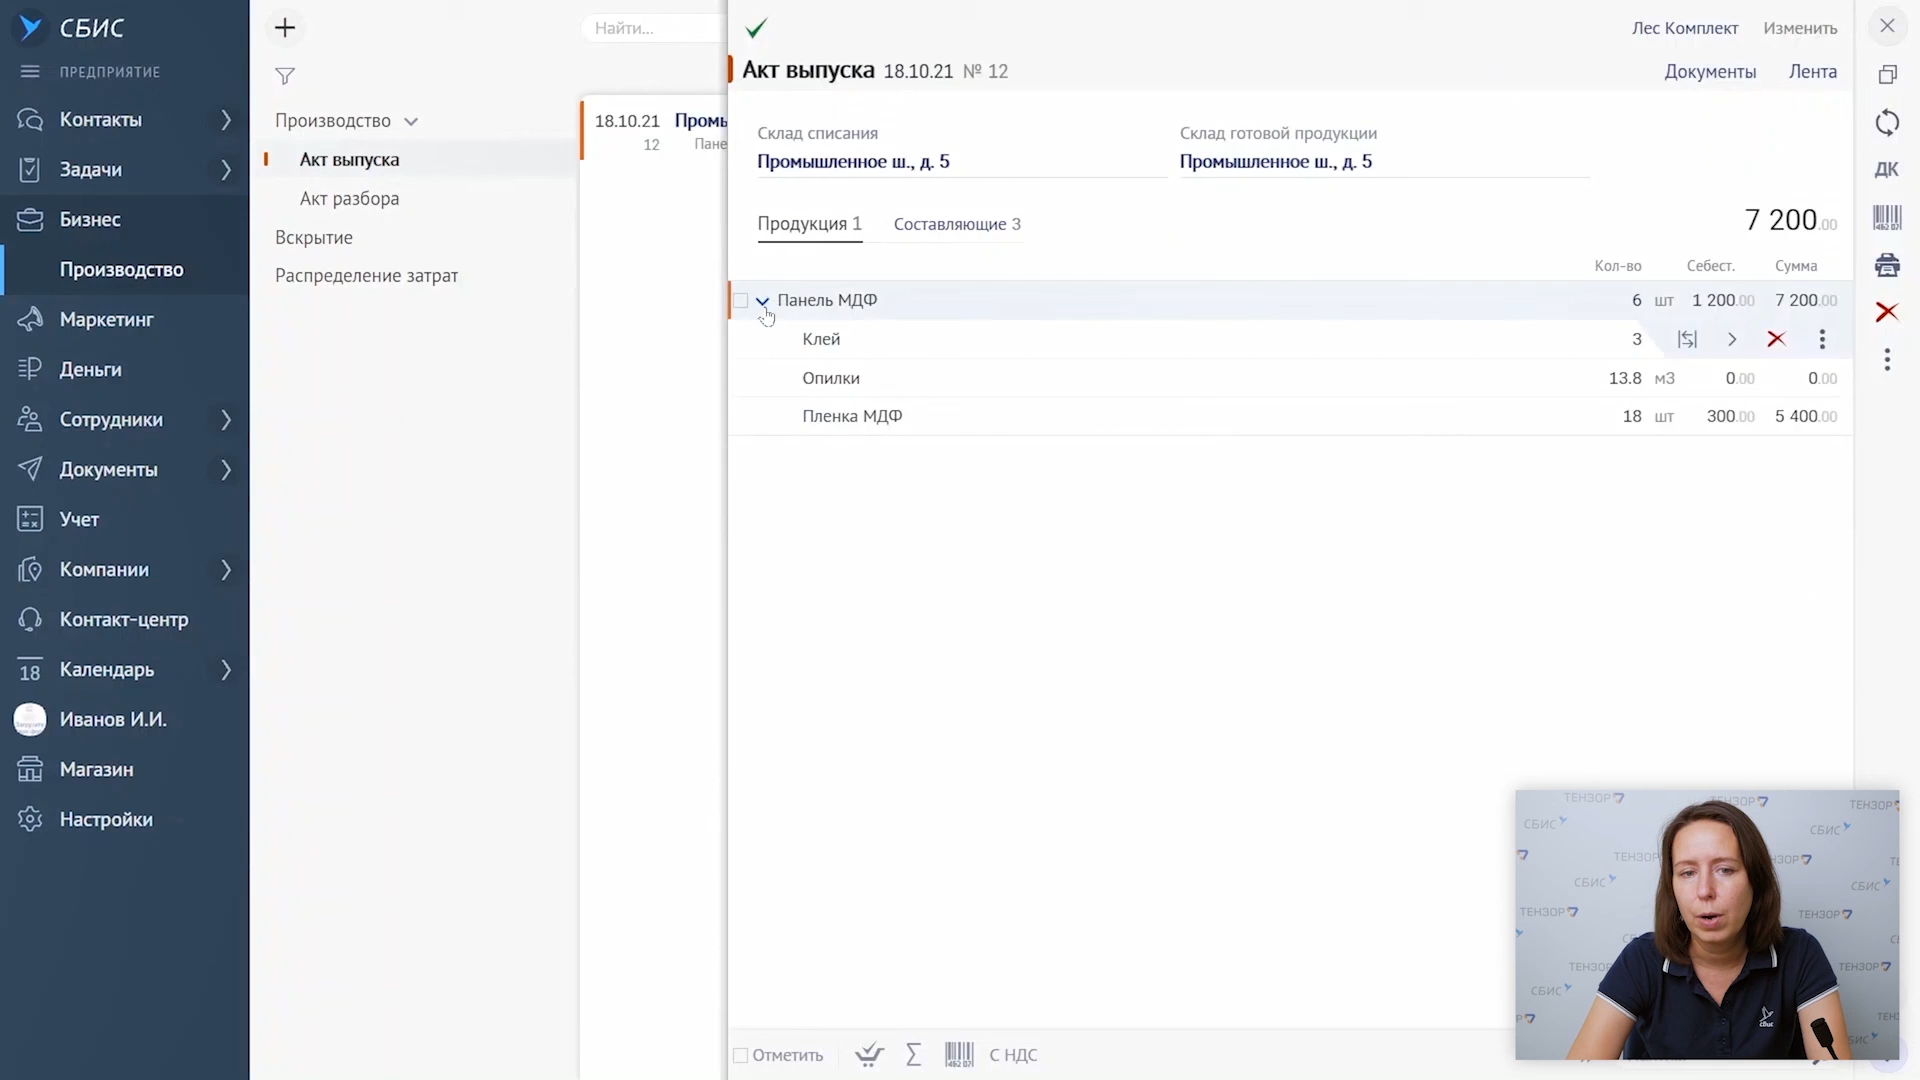 СБИС
ПРЕДПРИЯТИЕ
Контакты
Задачи
Бизнес
Производство
Маркетинг
Деньги
Сотрудники
Документы
Учет
Компании
Контакт-центр
18 Календарь
Иванов И.И.
Магазин
Настройки
Найти...
Производство
Акт выпуска
Акт разбора
Вскрытие
Распределение затрат
18.10.21 Промы
12 Пане
Лес Комплект Изменить
Акт выпуска 18.10.21 № 12
Документы Лента
Склад списания Склад готовой продукции
Промышленное ш., д. 5 Промышленное ш., д. 5
Продукция 1 Составляющие 3 7 200.00
Кол-во Себест. Сумма
Панель МДФ 6 шт 1 200.00 7 200.00
Клей 3
Опилки 13.8 м3 0.00 0.00
Пленка МДФ 18 шт 300.00 5 400.00
Отметить С НДС
ДК
ТЕНЗОР
СБИС